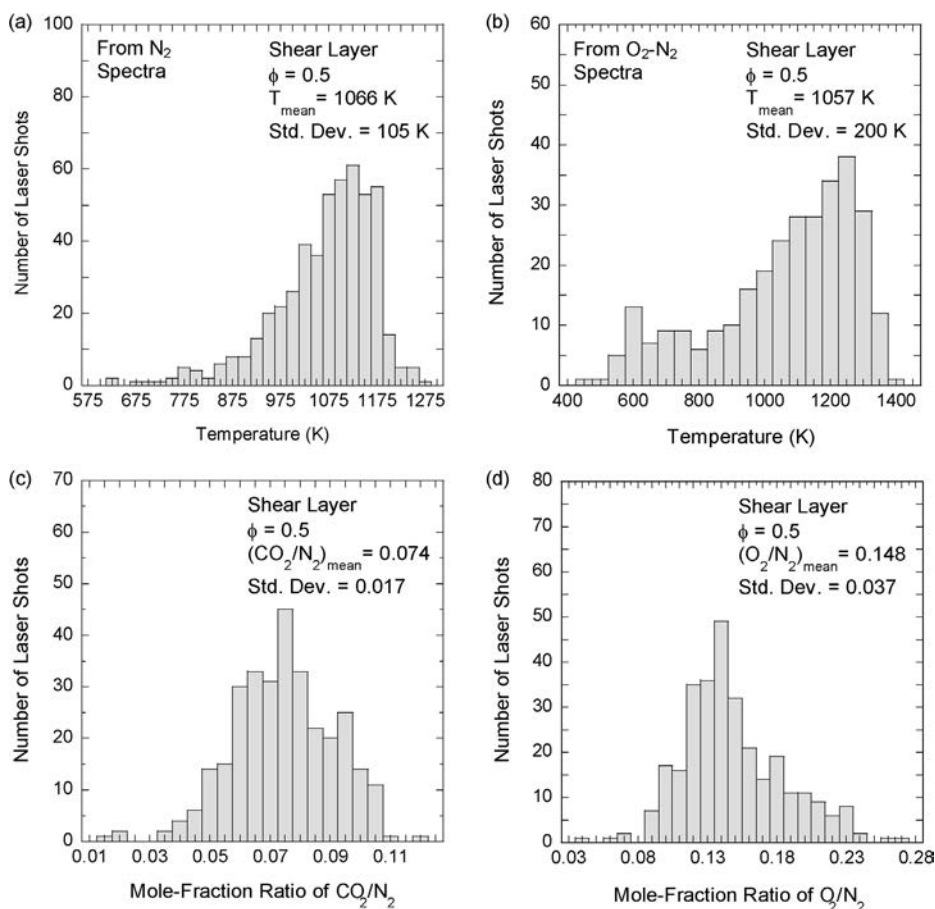 (a)
100
80
60
40
20
0
Number of Laser Shots
From N2
Spectra
Shear Layer
ϕ = 0.5
Tmean = 1066 K
Std. Dev. = 105 K
575 675 775 875 975 1075 1175 1275
Temperature (K)
(b)
60
50
40
30
20
10
0
Number of Laser Shots
From O2-N2
Spectra
Shear Layer
ϕ = 0.5
Tmean = 1057 K
Std. Dev. = 200 K
400 600 800 1000 1200 1400
Temperature (K)
(c)
70
60
50
40
30
20
10
0
Number of Laser Shots
Shear Layer
ϕ = 0.5
(CO2/N2)mean = 0.074
Std. Dev. = 0.017
0.01 0.03 0.05 0.07 0.09 0.11
Mole-Fraction Ratio of CO2/N2
(d)
80
70
60
50
40
30
20
10
0
Number of Laser Shots
Shear Layer
ϕ = 0.5
(O2/N2)mean = 0.148
Std. Dev. = 0.037
0.03 0.08 0.13 0.18 0.23 0.28
Mole-Fraction Ratio of O2/N2